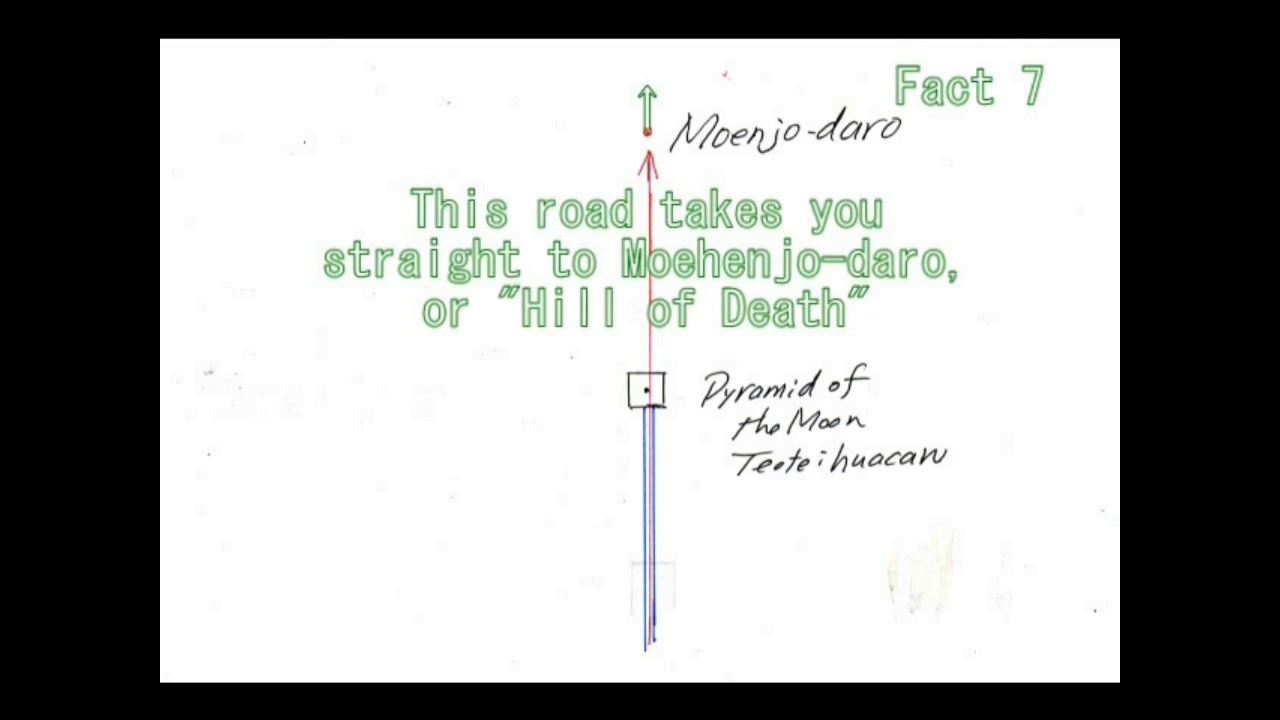 Fact 7
Moenjo-daro
This road takes you
straight to Moehenjo-daro,
or "Hill of Death"
Pyramid of
the Moon
Teoteihuacan